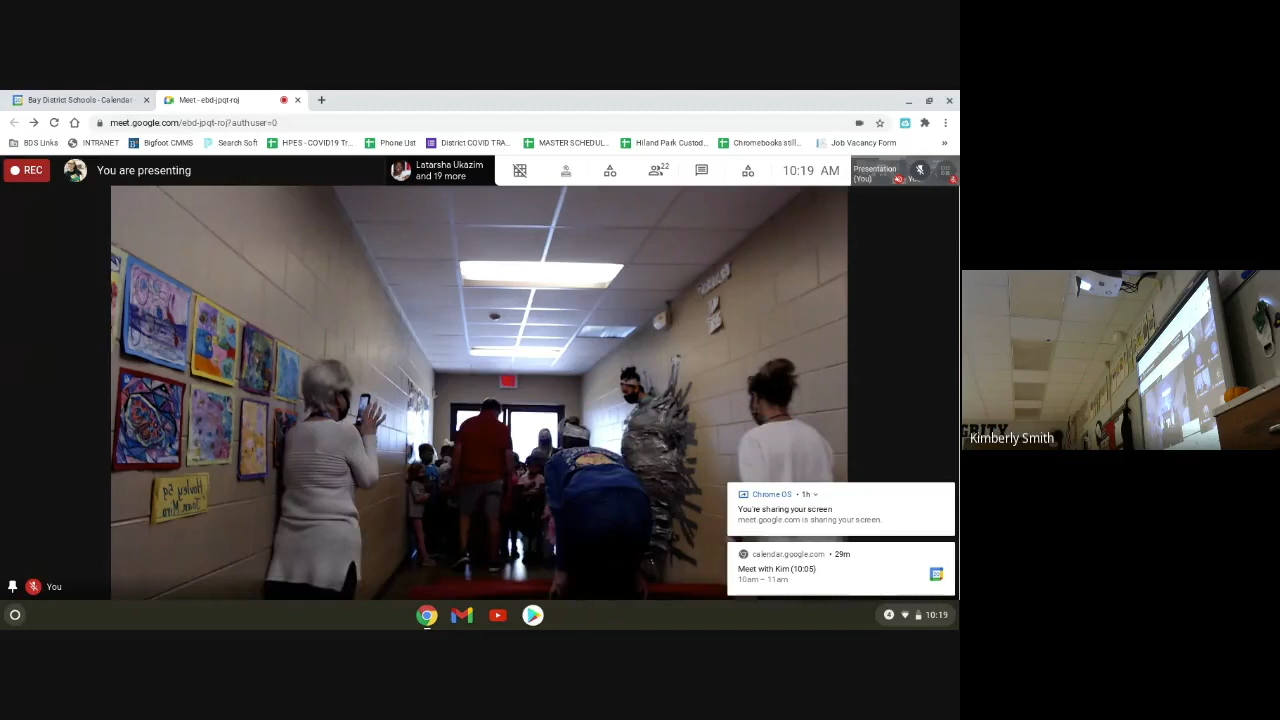 Bay District Schools - Calendar
Meet - ebd-jpqt-roj
meet.google.com/ebd-jpqt-roj?authuser=0
BDS Links
INTRANET
Bigfoot CMMS
Search Soft
HPES - COVID19 Tr...
Phone List
District COVID TRA...
MASTER SCHEDUL...
Hiland Park Custod...
Chromebooks still...
Job Vacancy Form
»
REC
You are presenting
Latarsha Ukazim
and 19 more
22
10:19 AM
Presentation
(You)
You
Chrome OS • 1h
You're sharing your screen
meet.google.com is sharing your screen.
calendar.google.com • 29m
Meet with Kim (10:05)
10am – 11am
Kimberly Smith
4
10:19